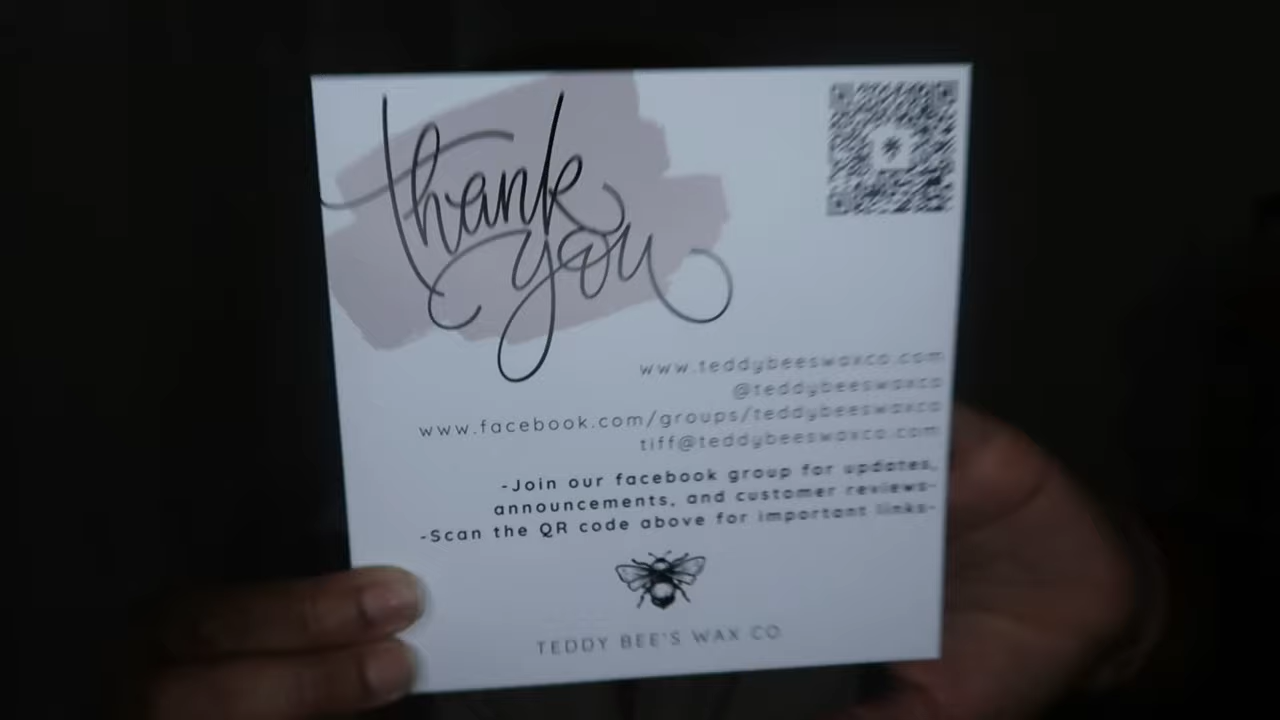 thank
you
www.teddybeeswaxco.com
@teddybeeswaxco
www.facebook.com/groups/teddybeeswaxco
tiff@teddybeeswaxco.com
-Join our facebook group for updates,
announcements, and customer reviews-
-Scan the QR code above for important links-
TEDDY BEE'S WAX CO